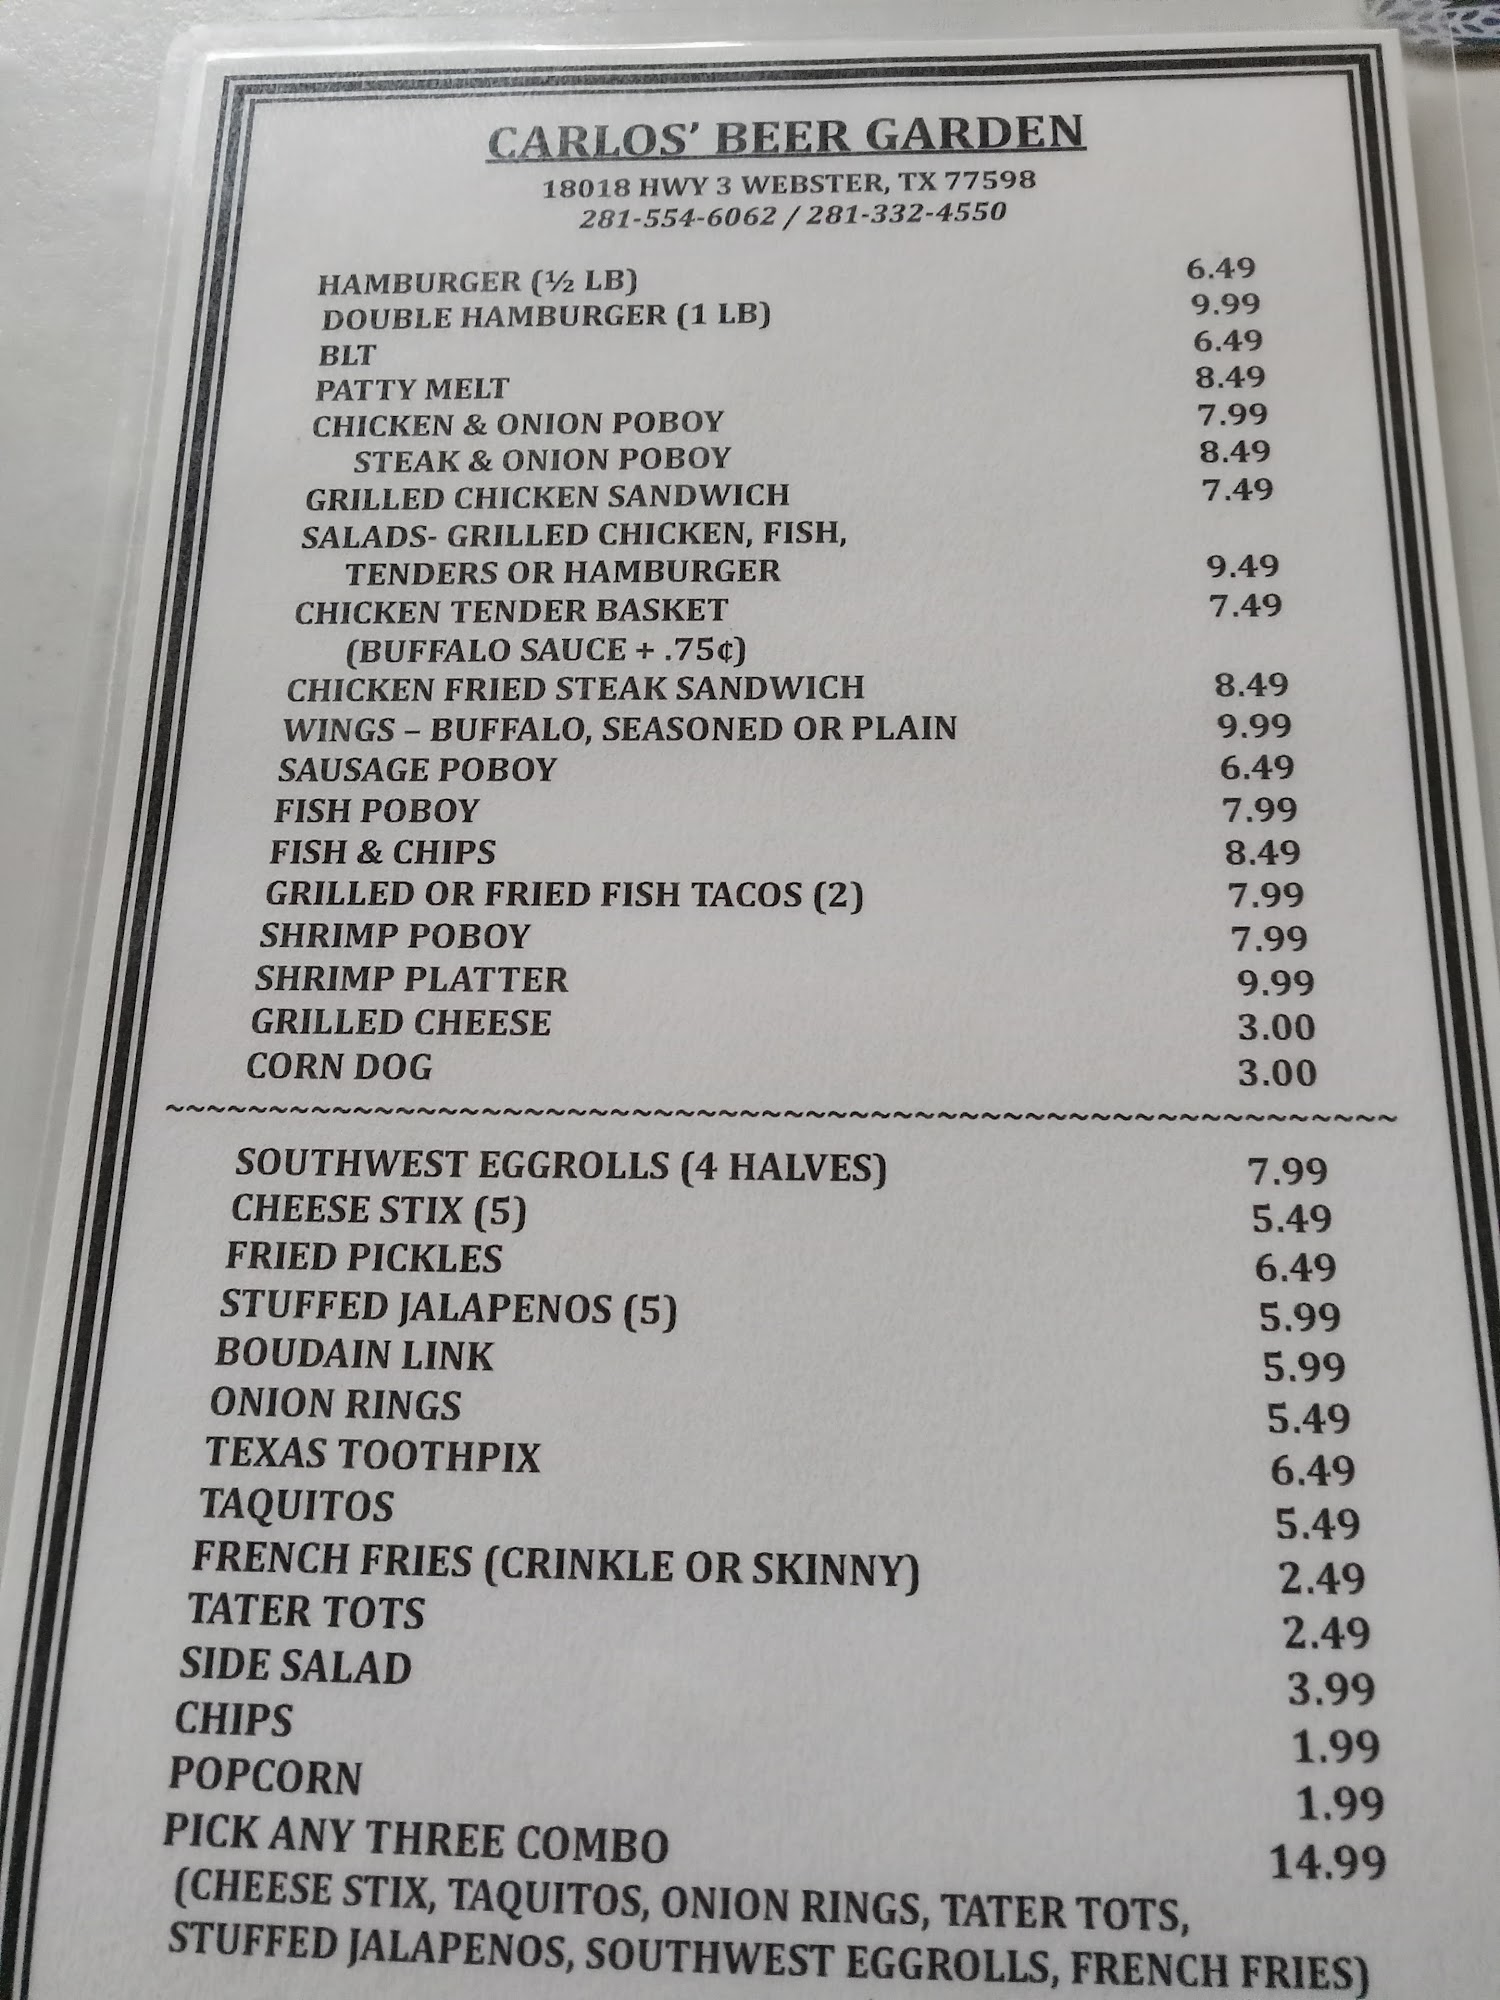 CARLOS' BEER GARDEN
18018 HWY 3 WEBSTER, TX 77598
281-554-6062 / 281-332-4550
HAMBURGER (½ LB) 6.49
DOUBLE HAMBURGER (1 LB) 9.99
BLT 6.49
PATTY MELT 8.49
CHICKEN & ONION POBOY 7.99
STEAK & ONION POBOY 8.49
GRILLED CHICKEN SANDWICH 7.49
SALADS- GRILLED CHICKEN, FISH,
TENDERS OR HAMBURGER 9.49
CHICKEN TENDER BASKET 7.49
(BUFFALO SAUCE + .75¢)
CHICKEN FRIED STEAK SANDWICH 8.49
WINGS – BUFFALO, SEASONED OR PLAIN 9.99
SAUSAGE POBOY 6.49
FISH POBOY 7.99
FISH & CHIPS 8.49
GRILLED OR FRIED FISH TACOS (2) 7.99
SHRIMP POBOY 7.99
SHRIMP PLATTER 9.99
GRILLED CHEESE 3.00
CORN DOG 3.00
~~~~~~~~~~~~~~~~~~~~~~~~~~~~~~~~~~~~~~~~~~~~~~~~~~~~~~~~~~~~~~~~~~~~~~~~
SOUTHWEST EGGROLLS (4 HALVES) 7.99
CHEESE STIX (5) 5.49
FRIED PICKLES 6.49
STUFFED JALAPENOS (5) 5.99
BOUDAIN LINK 5.99
ONION RINGS 5.49
TEXAS TOOTHPIX 6.49
TAQUITOS 5.49
FRENCH FRIES (CRINKLE OR SKINNY) 2.49
TATER TOTS 2.49
SIDE SALAD 3.99
CHIPS 1.99
POPCORN 1.99
PICK ANY THREE COMBO 14.99
(CHEESE STIX, TAQUITOS, ONION RINGS, TATER TOTS,
STUFFED JALAPENOS, SOUTHWEST EGGROLLS, FRENCH FRIES)